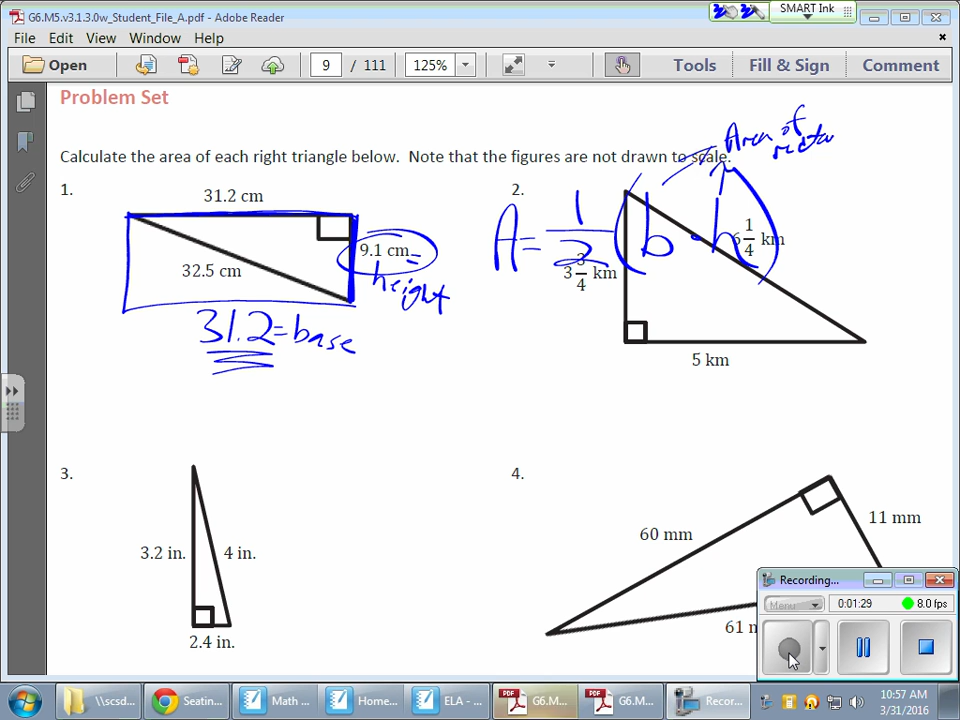 G6.M5.v3.1.3.0w_Student_File_A.pdf - Adobe Reader
SMART Ink
File Edit View Window Help
Open 9 / 111 125% Tools Fill & Sign Comment
Problem Set
Area of
Calculate the area of each right triangle below. Note that the figures are not drawn to scale.
1. 31.2 cm
9.1 cm =
height
32.5 cm
31.2 = base
2. A = 1/2 (b · h)
6 1/4 km
3 3/4 km
5 km
3.
3.2 in. 4 in.
2.4 in.
4.
60 mm 11 mm
61 m
Recording...
Menu 0:01:29 8.0 fps
\\scsd... Seatin... Math ... Home... ELA - ... G6.M... G6.M... Recor...
10:57 AM
3/31/2016